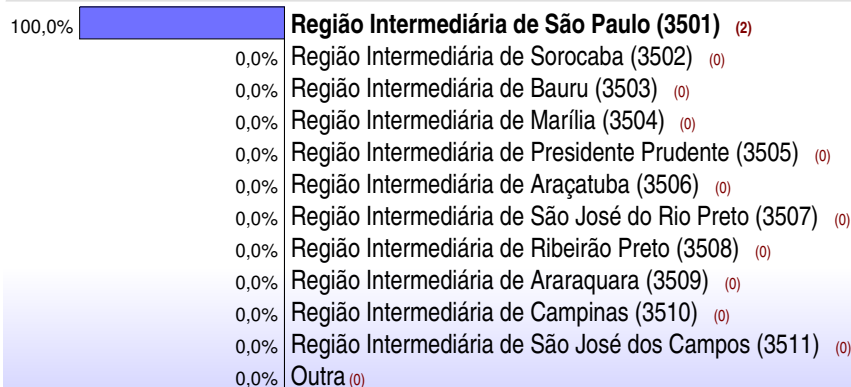 100,0% Região Intermediária de São Paulo (3501) (2)
0,0% Região Intermediária de Sorocaba (3502) (0)
0,0% Região Intermediária de Bauru (3503) (0)
0,0% Região Intermediária de Marília (3504) (0)
0,0% Região Intermediária de Presidente Prudente (3505) (0)
0,0% Região Intermediária de Araçatuba (3506) (0)
0,0% Região Intermediária de São José do Rio Preto (3507) (0)
0,0% Região Intermediária de Ribeirão Preto (3508) (0)
0,0% Região Intermediária de Araraquara (3509) (0)
0,0% Região Intermediária de Campinas (3510) (0)
0,0% Região Intermediária de São José dos Campos (3511) (0)
0,0% Outra (0)